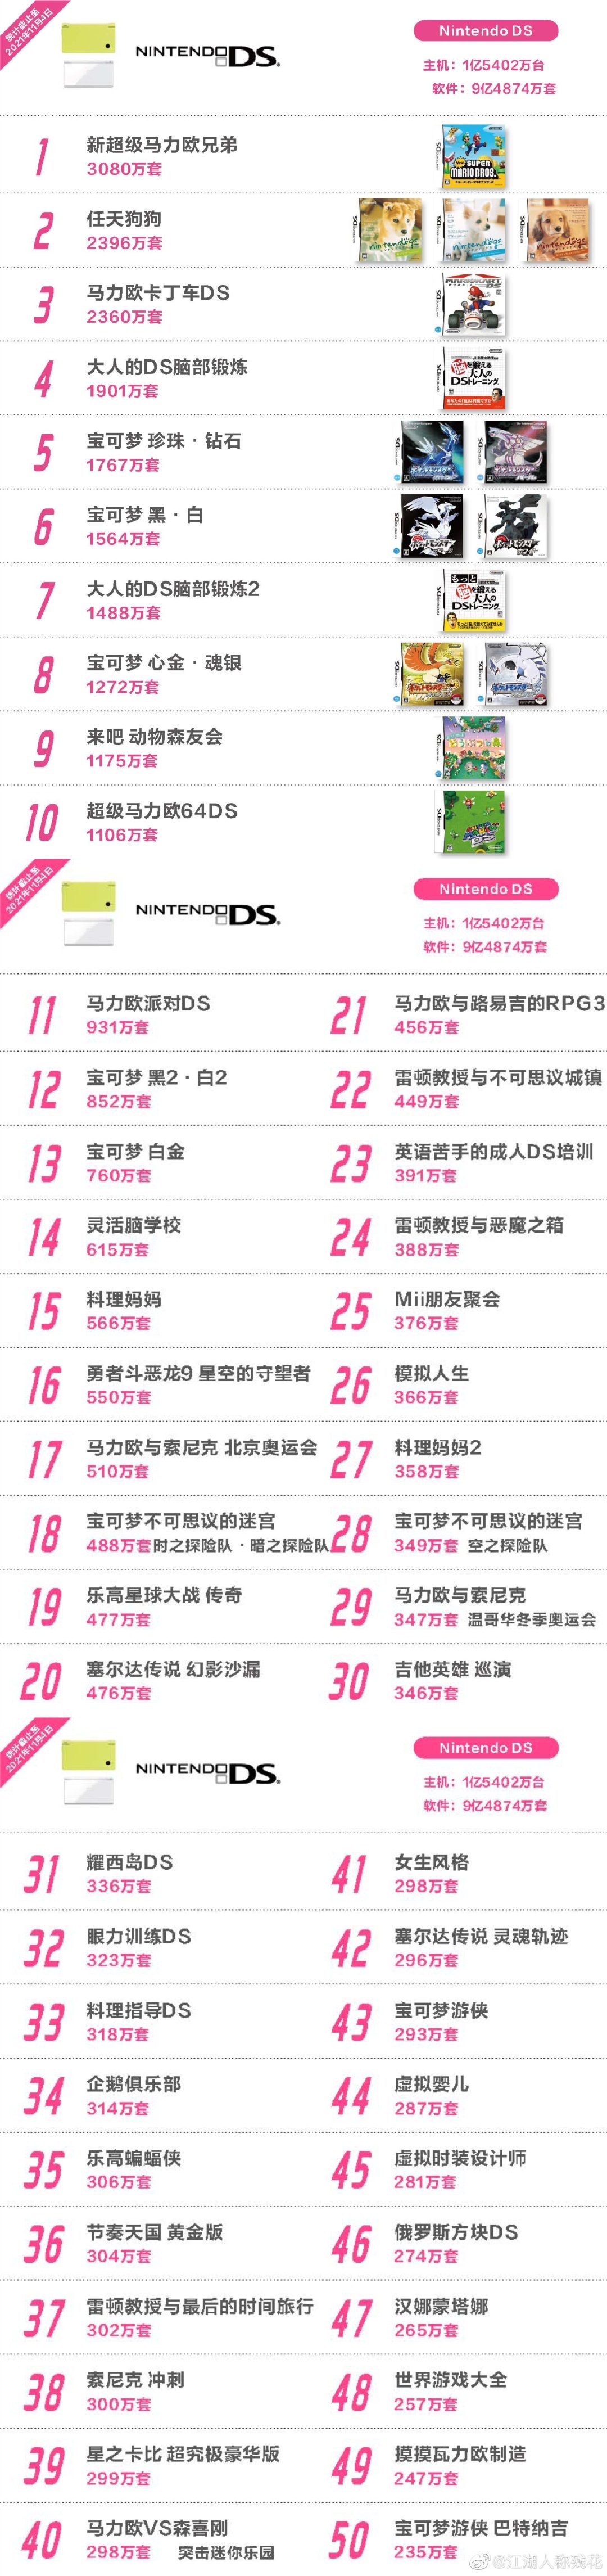 统计截止至
2021年11月4日
NINTENDO DS.
Nintendo DS
主机：1亿5402万台
软件：9亿4874万套
1
新超级马力欧兄弟
3080万套
2
任天狗狗
2396万套
3
马力欧卡丁车DS
2360万套
4
大人的DS脑部锻炼
1901万套
5
宝可梦 珍珠·钻石
1767万套
6
宝可梦 黑·白
1564万套
7
大人的DS脑部锻炼2
1488万套
8
宝可梦 心金·魂银
1272万套
9
来吧 动物森友会
1175万套
10
超级马力欧64DS
1106万套
统计截止至
2021年11月4日
NINTENDO DS.
Nintendo DS
主机：1亿5402万台
软件：9亿4874万套
11
马力欧派对DS
931万套
12
宝可梦 黑2·白2
852万套
13
宝可梦 白金
760万套
14
灵活脑学校
615万套
15
料理妈妈
566万套
16
勇者斗恶龙9 星空的守望者
550万套
17
马力欧与索尼克 北京奥运会
510万套
18
宝可梦不可思议的迷宫
488万套时之探险队·暗之探险队
19
乐高星球大战 传奇
477万套
20
塞尔达传说 幻影沙漏
476万套
21
马力欧与路易吉的RPG3
456万套
22
雷顿教授与不可思议城镇
449万套
23
英语苦手的成人DS培训
391万套
24
雷顿教授与恶魔之箱
388万套
25
Mii朋友聚会
376万套
26
模拟人生
366万套
27
料理妈妈2
358万套
28
宝可梦不可思议的迷宫
349万套 空之探险队
29
马力欧与索尼克
347万套 温哥华冬季奥运会
30
吉他英雄 巡演
346万套
统计截止至
2021年11月4日
NINTENDO DS.
Nintendo DS
主机：1亿5402万台
软件：9亿4874万套
31
耀西岛DS
336万套
32
眼力训练DS
323万套
33
料理指导DS
318万套
34
企鹅俱乐部
314万套
35
乐高蝙蝠侠
306万套
36
节奏天国 黄金版
304万套
37
雷顿教授与最后的时间旅行
302万套
38
索尼克 冲刺
300万套
39
星之卡比 超究极豪华版
299万套
40
马力欧VS森喜刚
298万套 突击迷你乐园
41
女生风格
298万套
42
塞尔达传说 灵魂轨迹
296万套
43
宝可梦游侠
293万套
44
虚拟婴儿
287万套
45
虚拟时装设计师
281万套
46
俄罗斯方块DS
274万套
47
汉娜蒙塔娜
265万套
48
世界游戏大全
257万套
49
摸摸瓦力欧制造
247万套
50
宝可梦游侠 巴特纳吉
235万套